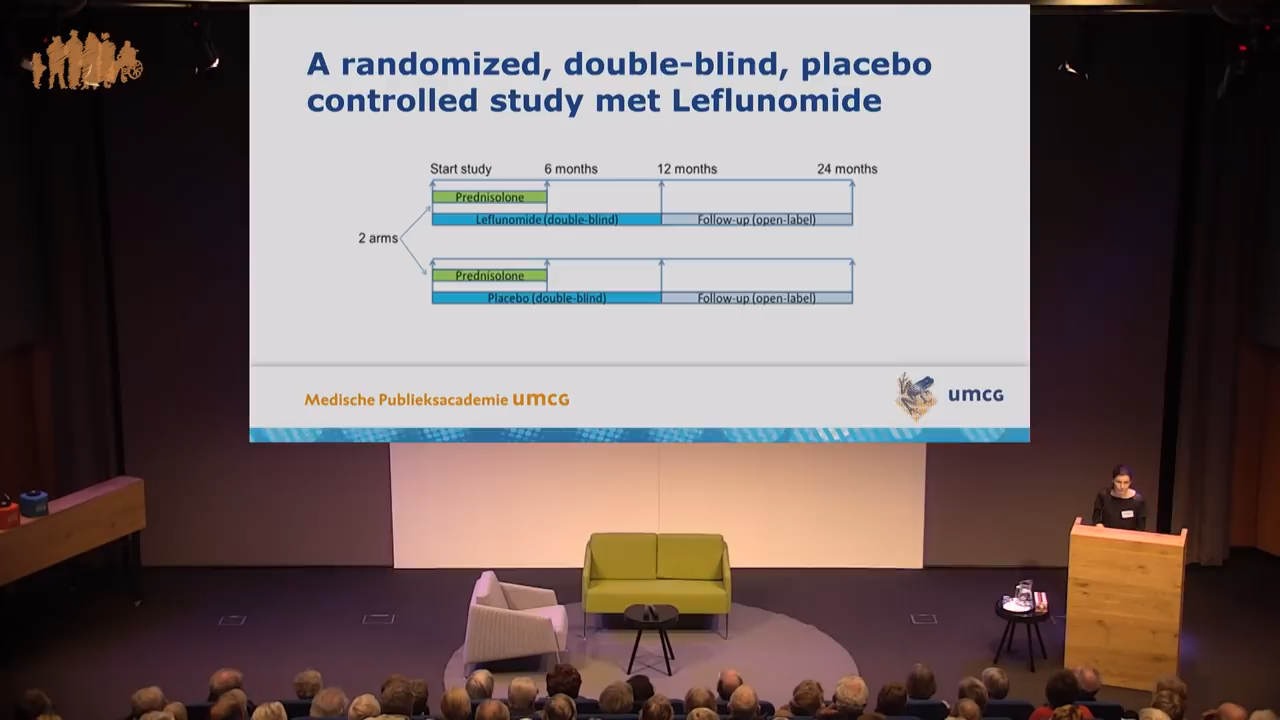 A randomized, double-blind, placebo
controlled study met Leflunomide
Start study 6 months 12 months 24 months
Prednisolone
Leflunomide (double-blind) Follow-up (open-label)
2 arms
Prednisolone
Placebo (double-blind) Follow-up (open-label)
Medische Publieksacademie umcg
umcg